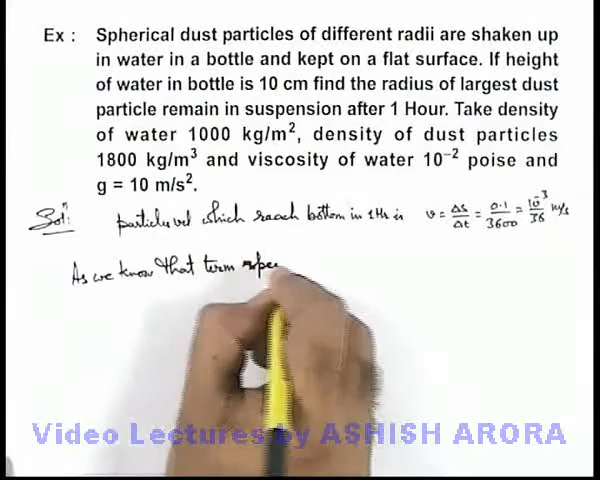 Ex : Spherical dust particles of different radii are shaken up
in water in a bottle and kept on a flat surface. If height
of water in bottle is 10 cm find the radius of largest dust
particle remain in suspension after 1 Hour. Take density
of water 1000 kg/m², density of dust particles
1800 kg/m³ and viscosity of water 10⁻² poise and
g = 10 m/s².
Solⁿ: particles vel which reach bottom in 1Hr is v = Δs/Δt = 0.1/3600 = 10⁻³/36 m/s
As we know that term spee
Video Lectures by ASHISH ARORA